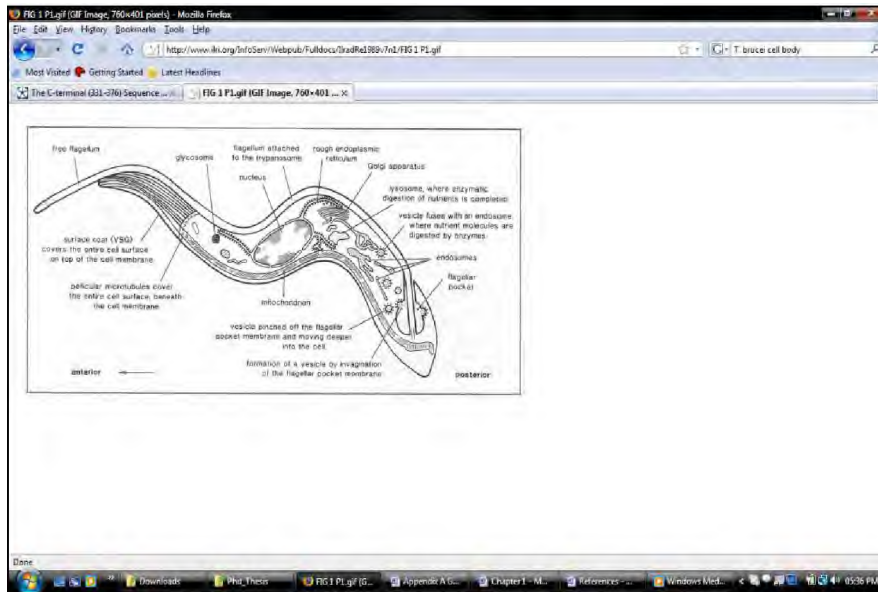 FIG 1 P1.gif (GIF Image, 760×401 pixels) - Mozilla Firefox
File Edit View History Bookmarks Tools Help
http://www.ilri.org/InfoServ/Webpub/Fulldocs/IlradRe1989v7n1/FIG 1 P1.gif
T. brucei cell body
Most Visited Getting Started Latest Headlines
The C-terminal (331-376) Sequence ...
FIG 1 P1.gif (GIF Image, 760×401 ...
free flagellum
glycosome
nucleus
flagellum attached
to the trypanosome
rough endoplasmic
reticulum
Golgi apparatus
lysosome, where enzymatic
digestion of nutrients is completed
vesicle fused with an endosome,
where nutrient molecules are
digested by enzymes.
endosomes
flagellar
pocket
surface coat (VSG)
covers the entire cell surface
on top of the cell membrane.
pellicular microtubules cover
the entire cell surface, beneath
the cell membrane.
mitochondrion
vesicle pinched off the flagellar
pocket membrane and moving deeper
into the cell.
formation of a vesicle by invagination
of the flagellar pocket membrane
anterior
posterior
Done
Downloads
Phd_Thesis
FIG 1 P1.gif (G...
Appendix A G...
Chapter 1 - M...
References - ...
Windows Med...
05:36 PM